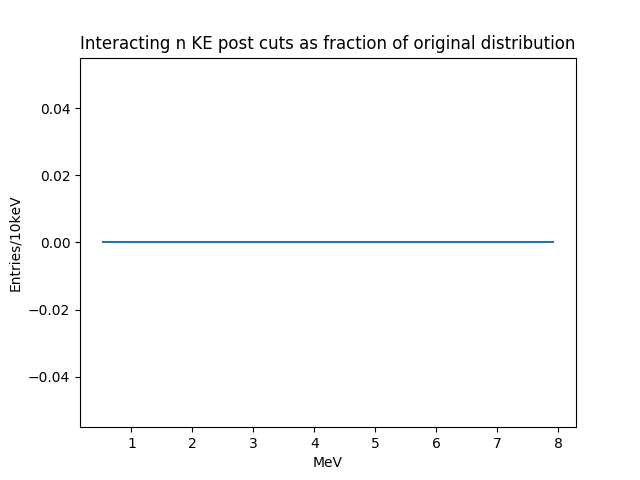 Interacting n KE post cuts as fraction of original distribution
0.04
0.02
0.00
−0.02
−0.04
Entries/10keV
1 2 3 4 5 6 7 8
MeV